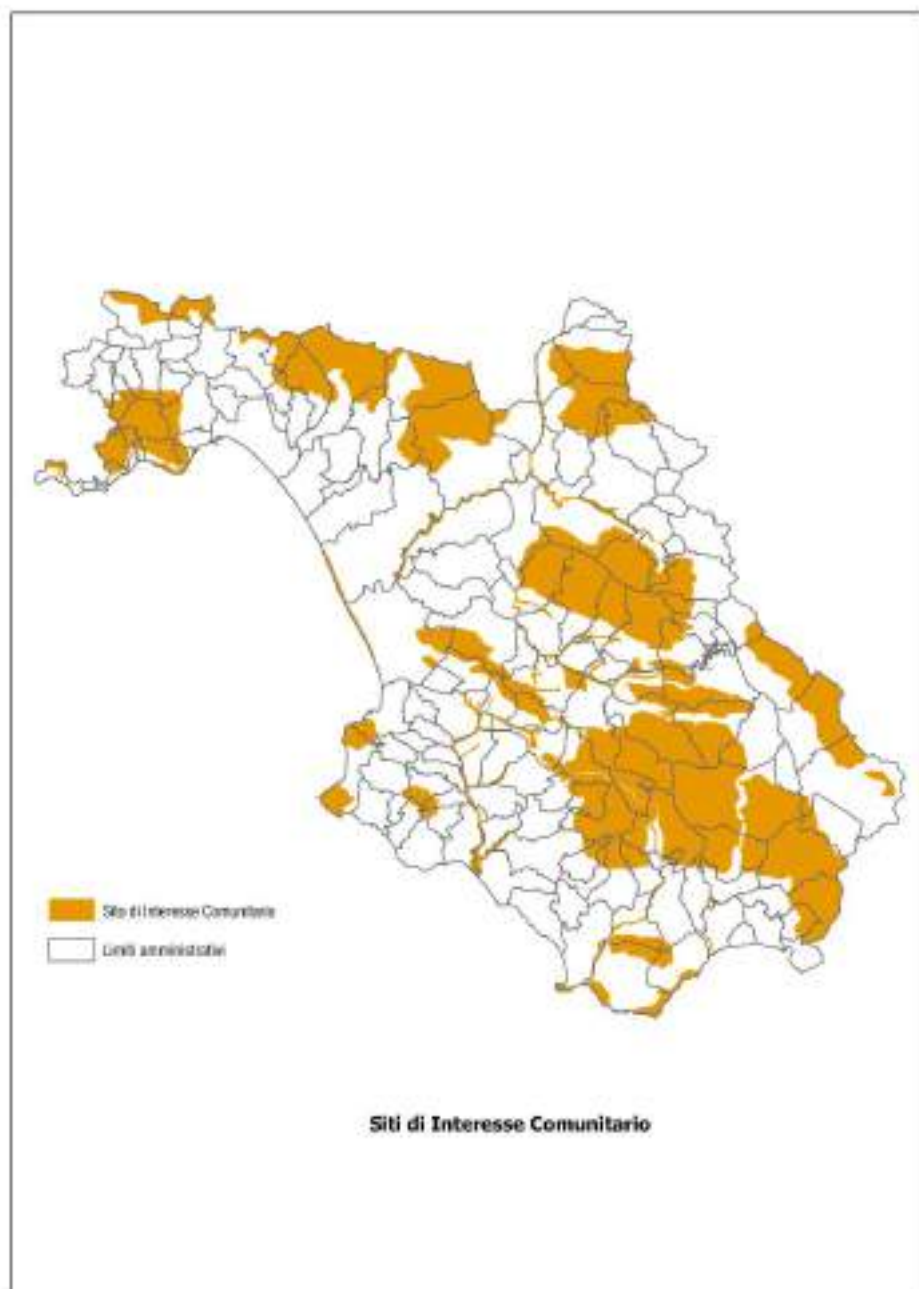 Sito di Interesse Comunitario
Limiti amministrativi
Siti di Interesse Comunitario